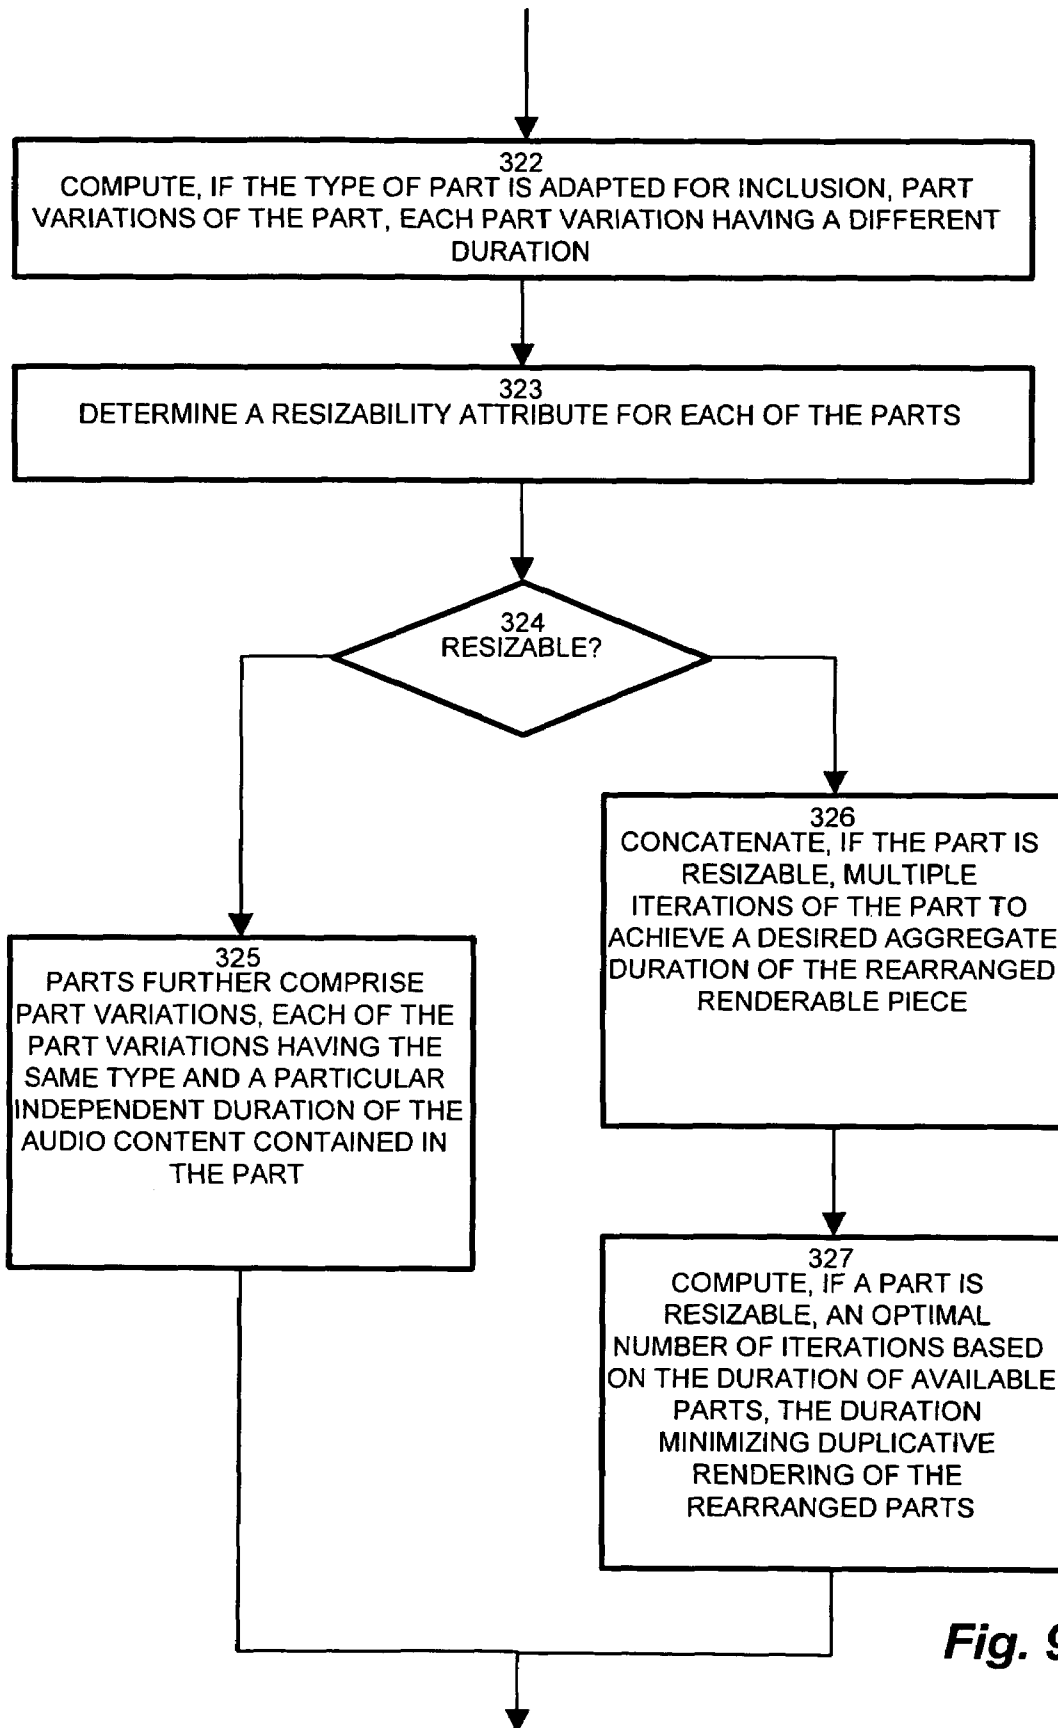 322
COMPUTE, IF THE TYPE OF PART IS ADAPTED FOR INCLUSION, PART
VARIATIONS OF THE PART, EACH PART VARIATION HAVING A DIFFERENT
DURATION
323
DETERMINE A RESIZABILITY ATTRIBUTE FOR EACH OF THE PARTS
324
RESIZABLE?
325
PARTS FURTHER COMPRISE
PART VARIATIONS, EACH OF THE
PART VARIATIONS HAVING THE
SAME TYPE AND A PARTICULAR
INDEPENDENT DURATION OF THE
AUDIO CONTENT CONTAINED IN
THE PART
326
CONCATENATE, IF THE PART IS
RESIZABLE, MULTIPLE
ITERATIONS OF THE PART TO
ACHIEVE A DESIRED AGGREGATE
DURATION OF THE REARRANGED
RENDERABLE PIECE
327
COMPUTE, IF A PART IS
RESIZABLE, AN OPTIMAL
NUMBER OF ITERATIONS BASED
ON THE DURATION OF AVAILABLE
PARTS, THE DURATION
MINIMIZING DUPLICATIVE
RENDERING OF THE
REARRANGED PARTS
Fig. 9